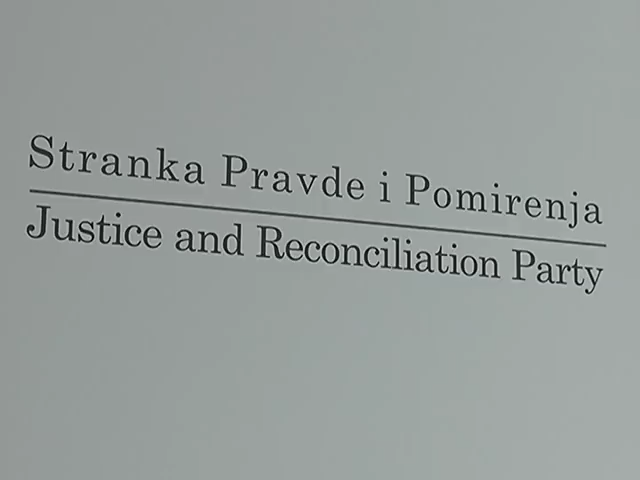 Stranka Pravde i Pomirenja
Justice and Reconciliation Party